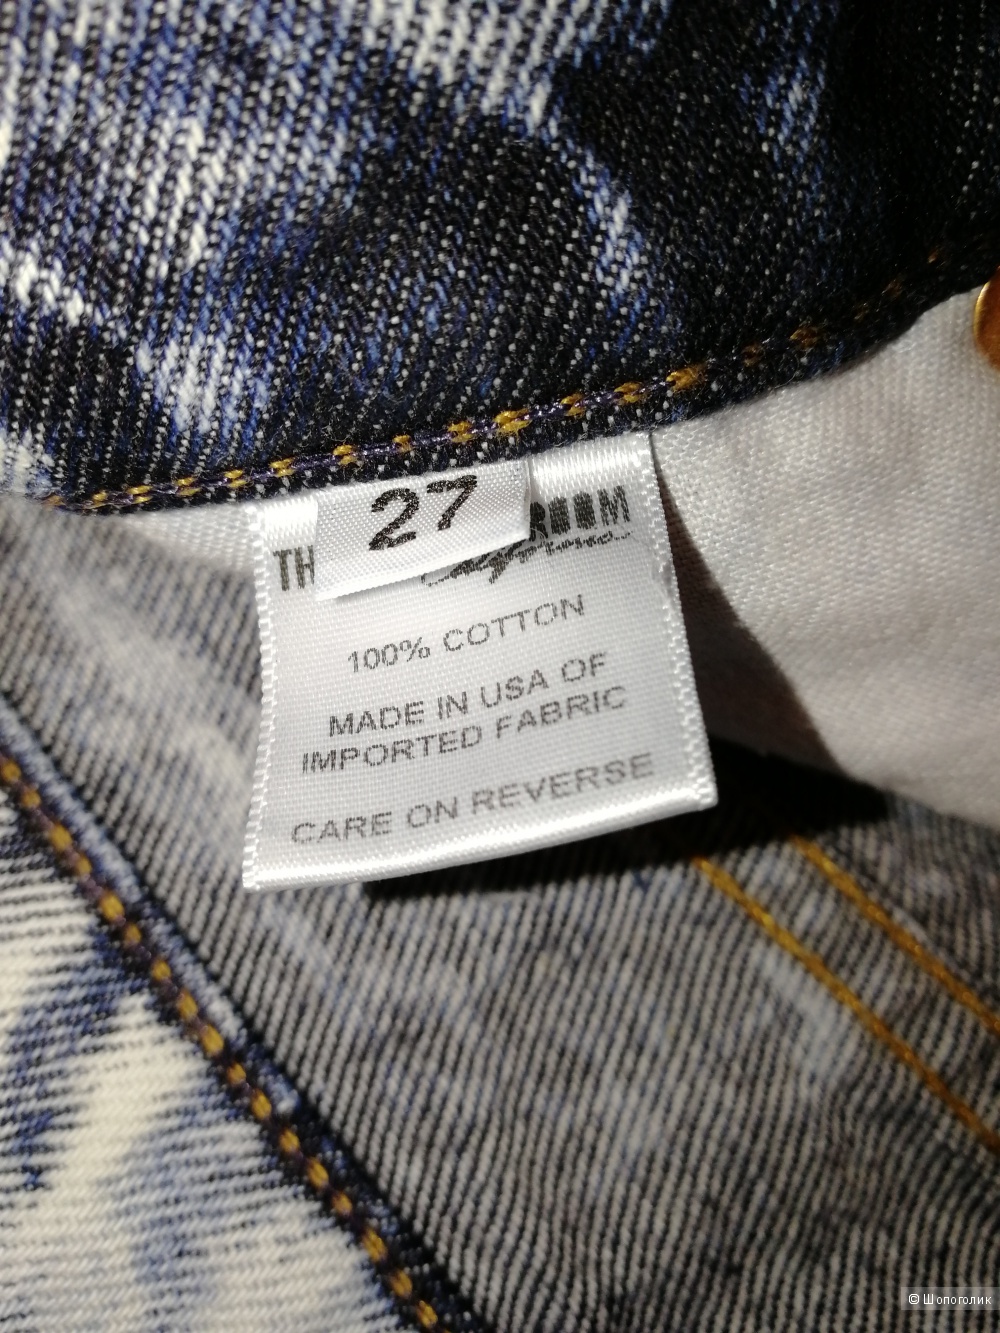 27
100% COTTON
MADE IN USA OF
IMPORTED FABRIC
CARE ON REVERSE
© Шопоголик